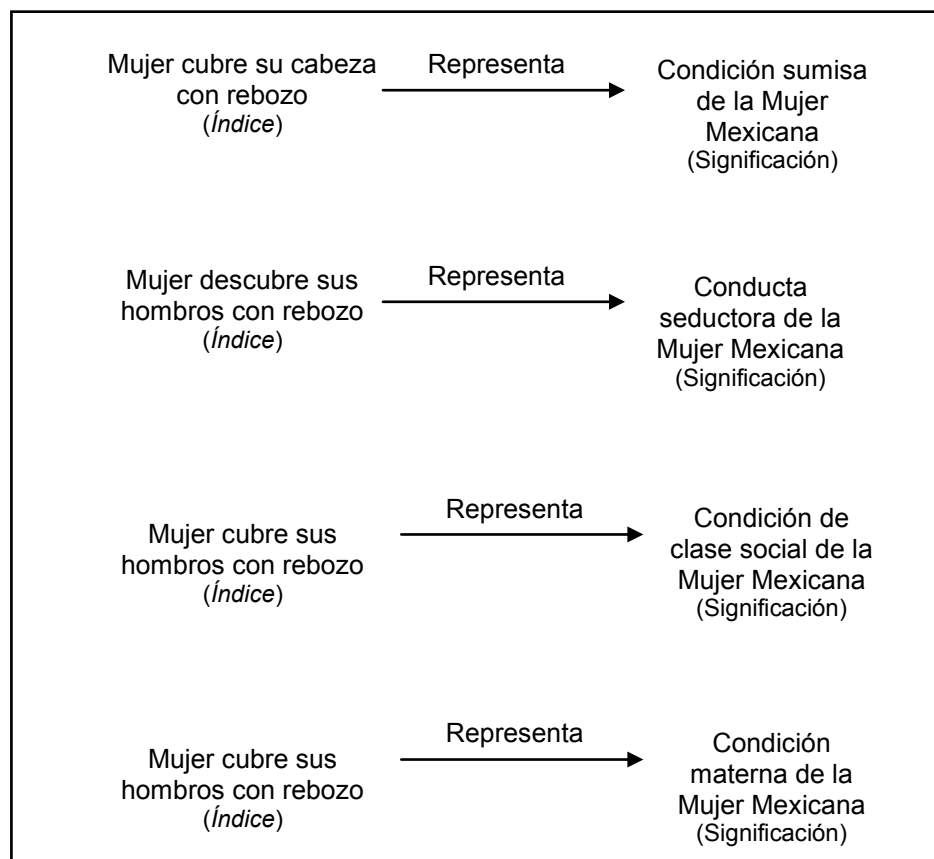 Mujer cubre su cabeza
con rebozo
(Índice)
Representa
Condición sumisa
de la Mujer
Mexicana
(Significación)
Mujer descubre sus
hombros con rebozo
(Índice)
Representa
Conducta
seductora de la
Mujer Mexicana
(Significación)
Mujer cubre sus
hombros con rebozo
(Índice)
Representa
Condición de
clase social de la
Mujer Mexicana
(Significación)
Mujer cubre sus
hombros con rebozo
(Índice)
Representa
Condición
materna de la
Mujer Mexicana
(Significación)